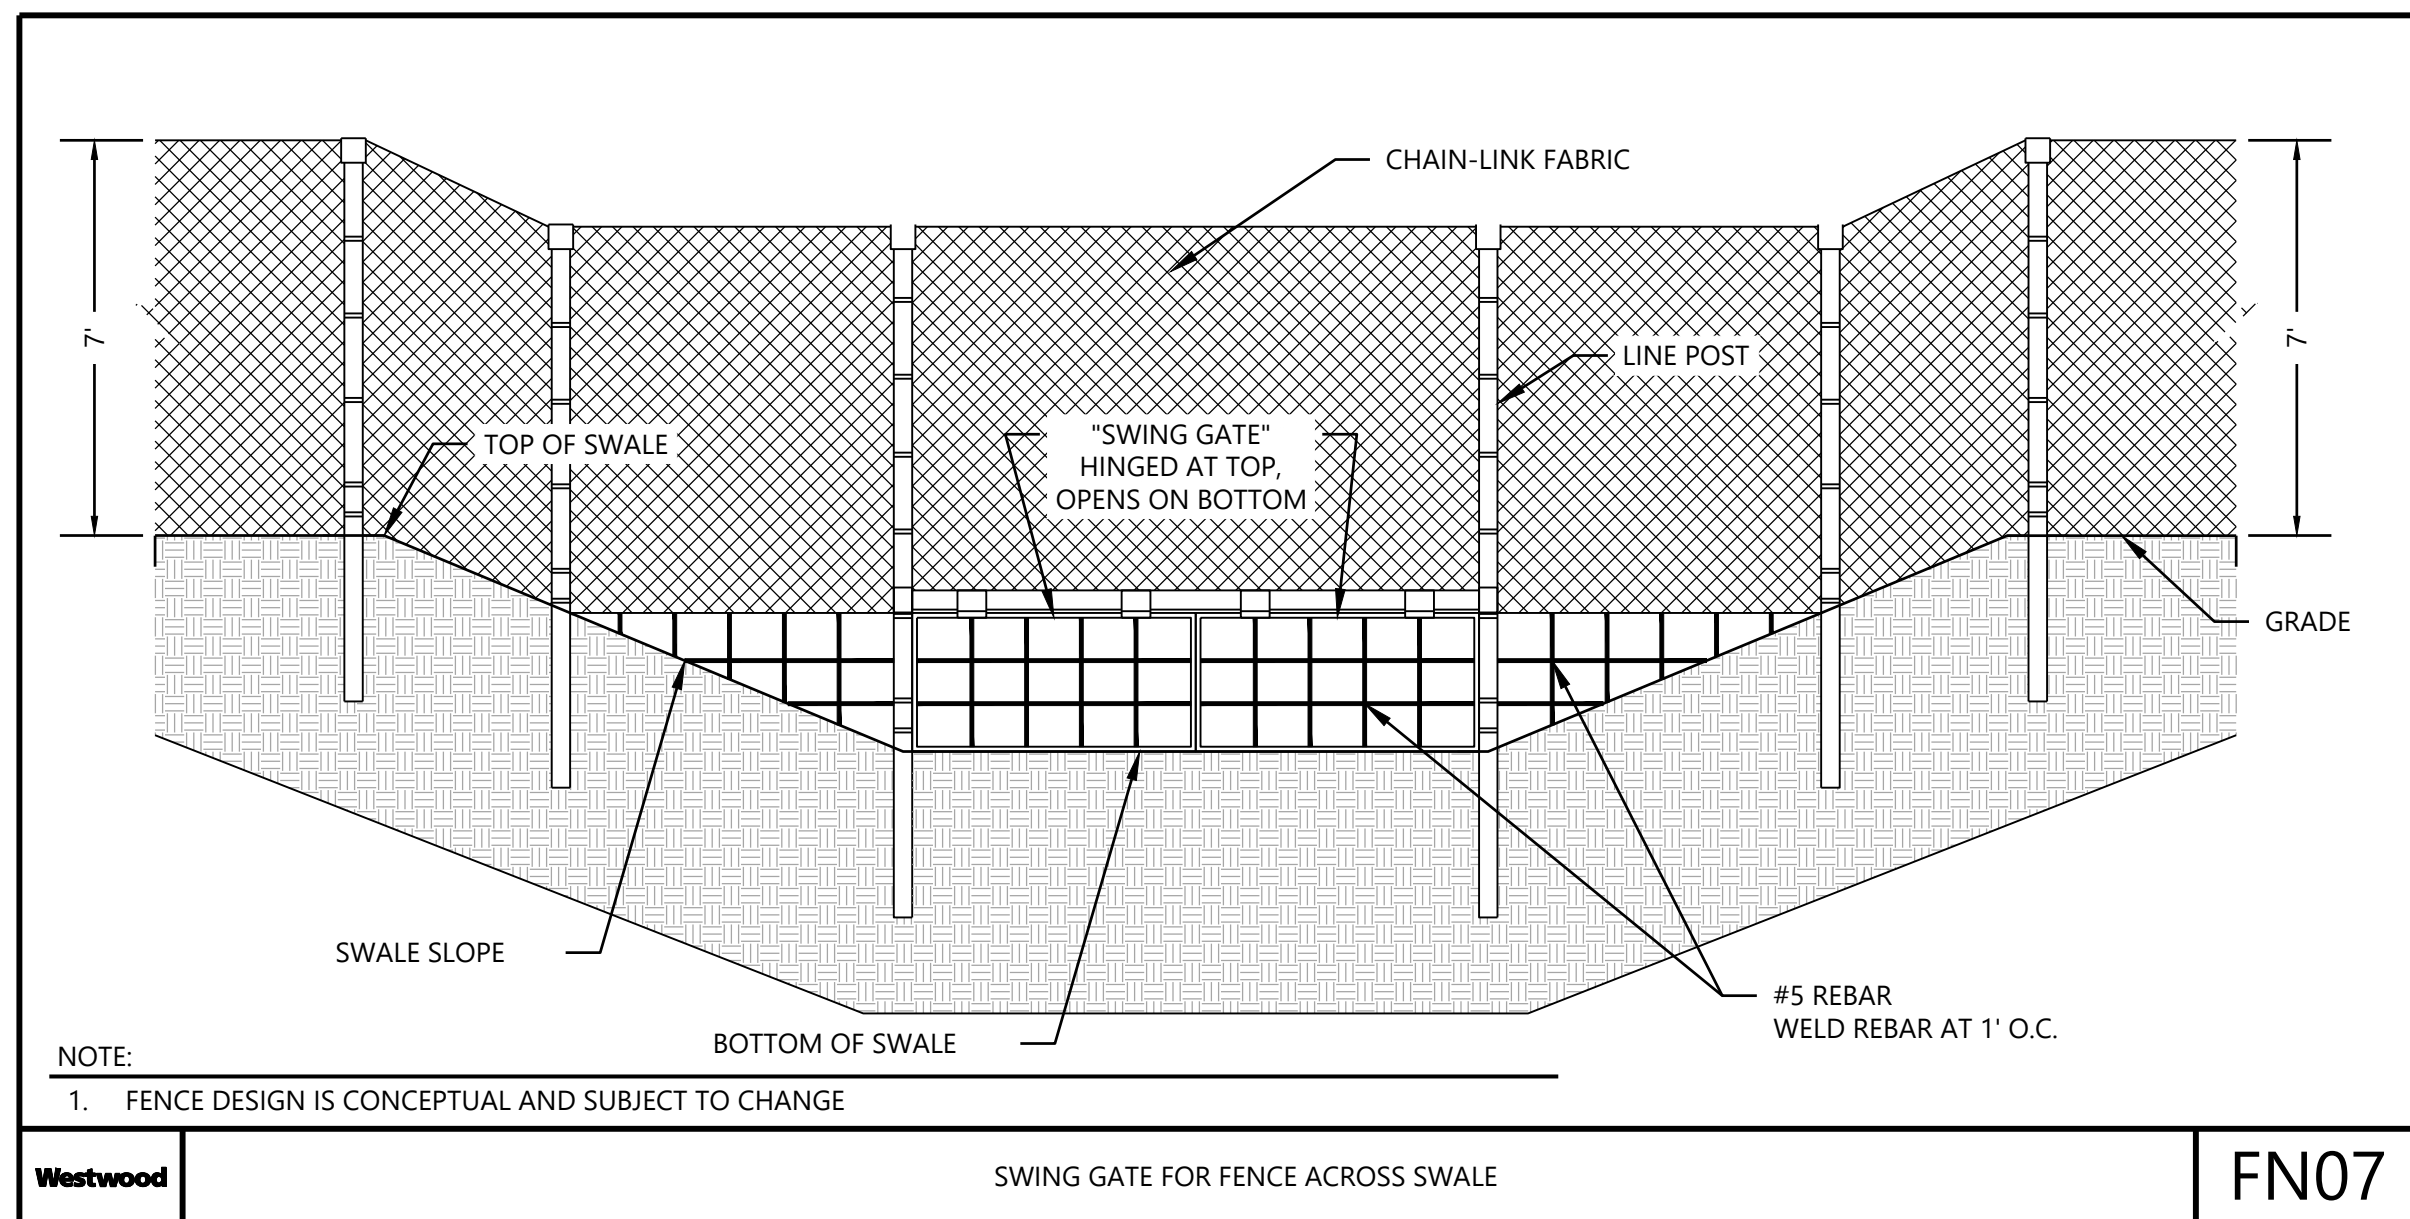 CHAIN-LINK FABRIC
7'
7'
LINE POST
TOP OF SWALE
"SWING GATE"
HINGED AT TOP,
OPENS ON BOTTOM
GRADE
SWALE SLOPE
#5 REBAR
WELD REBAR AT 1' O.C.
BOTTOM OF SWALE
NOTE:
1. FENCE DESIGN IS CONCEPTUAL AND SUBJECT TO CHANGE
Westwood
SWING GATE FOR FENCE ACROSS SWALE
FN07